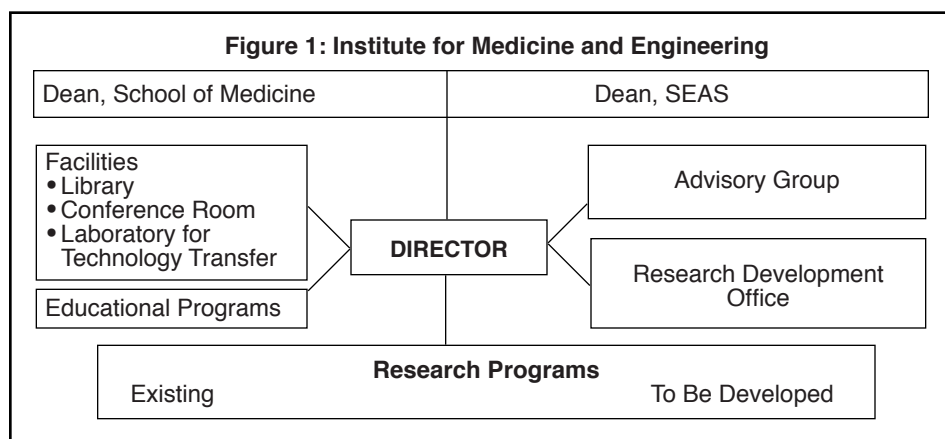 Figure 1: Institute for Medicine and Engineering
Dean, School of Medicine
Dean, SEAS
Facilities
• Library
• Conference Room
• Laboratory for
Technology Transfer
Educational Programs
DIRECTOR
Advisory Group
Research Development
Office
Research Programs
Existing
To Be Developed